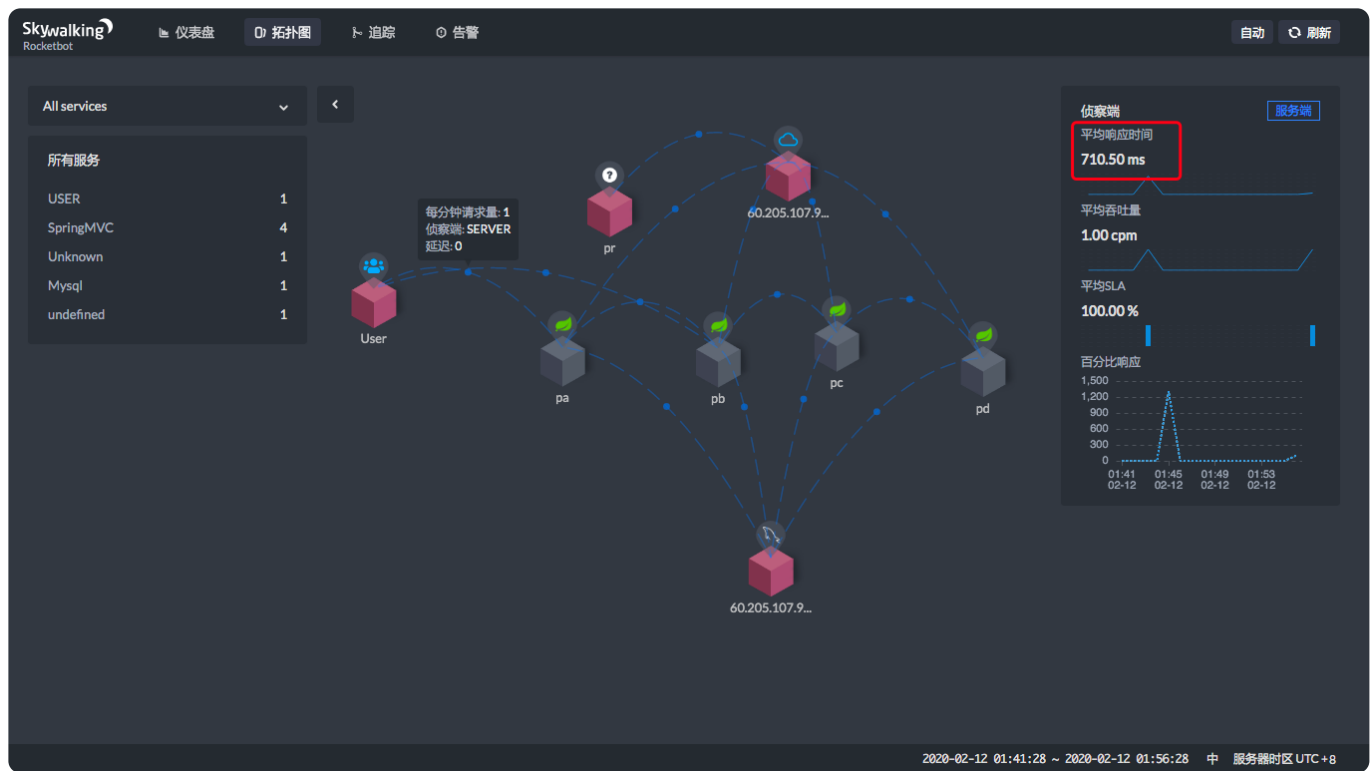 Skywalking
Rocketbot
仪表盘
拓扑图
追踪
告警
自动
刷新
All services
所有服务
USER 1
SpringMVC 4
Unknown 1
Mysql 1
undefined 1
每分钟请求量: 1
侦察端: SERVER
延迟: 0
?
pr
60.205.107.9...
User
pa
pb
pc
pd
60.205.107.9...
侦察端
服务端
平均响应时间
710.50 ms
平均吞吐量
1.00 cpm
平均SLA
100.00 %
百分比响应
1,500
1,200
900
600
300
0
01:41 01:45 01:49 01:53
02-12 02-12 02-12 02-12
2020-02-12 01:41:28 ~ 2020-02-12 01:56:28 中 服务器时区 UTC +8